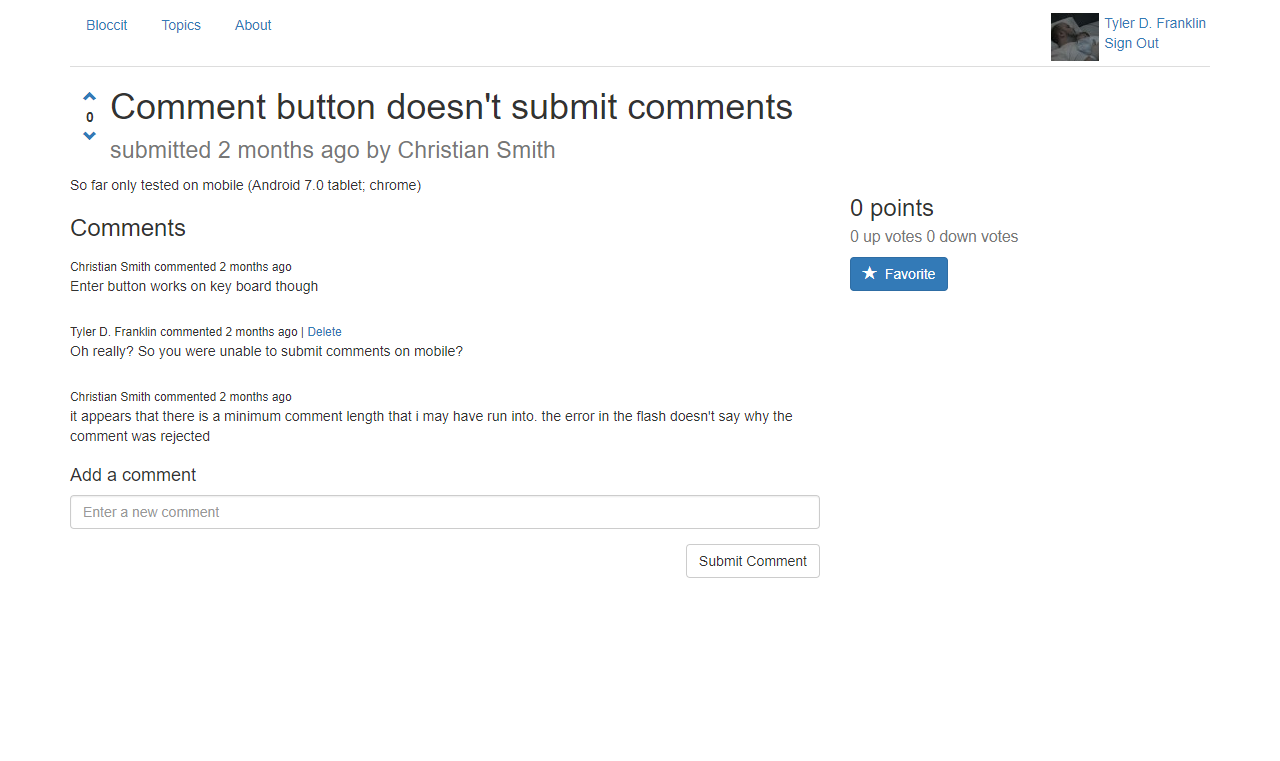 Bloccit Topics About
Tyler D. Franklin
Sign Out
0
Comment button doesn't submit comments
submitted 2 months ago by Christian Smith
So far only tested on mobile (Android 7.0 tablet; chrome)
Comments
Christian Smith commented 2 months ago
Enter button works on key board though
Tyler D. Franklin commented 2 months ago | Delete
Oh really? So you were unable to submit comments on mobile?
Christian Smith commented 2 months ago
it appears that there is a minimum comment length that i may have run into. the error in the flash doesn't say why the
comment was rejected
Add a comment
Enter a new comment
Submit Comment
0 points
0 up votes 0 down votes
Favorite